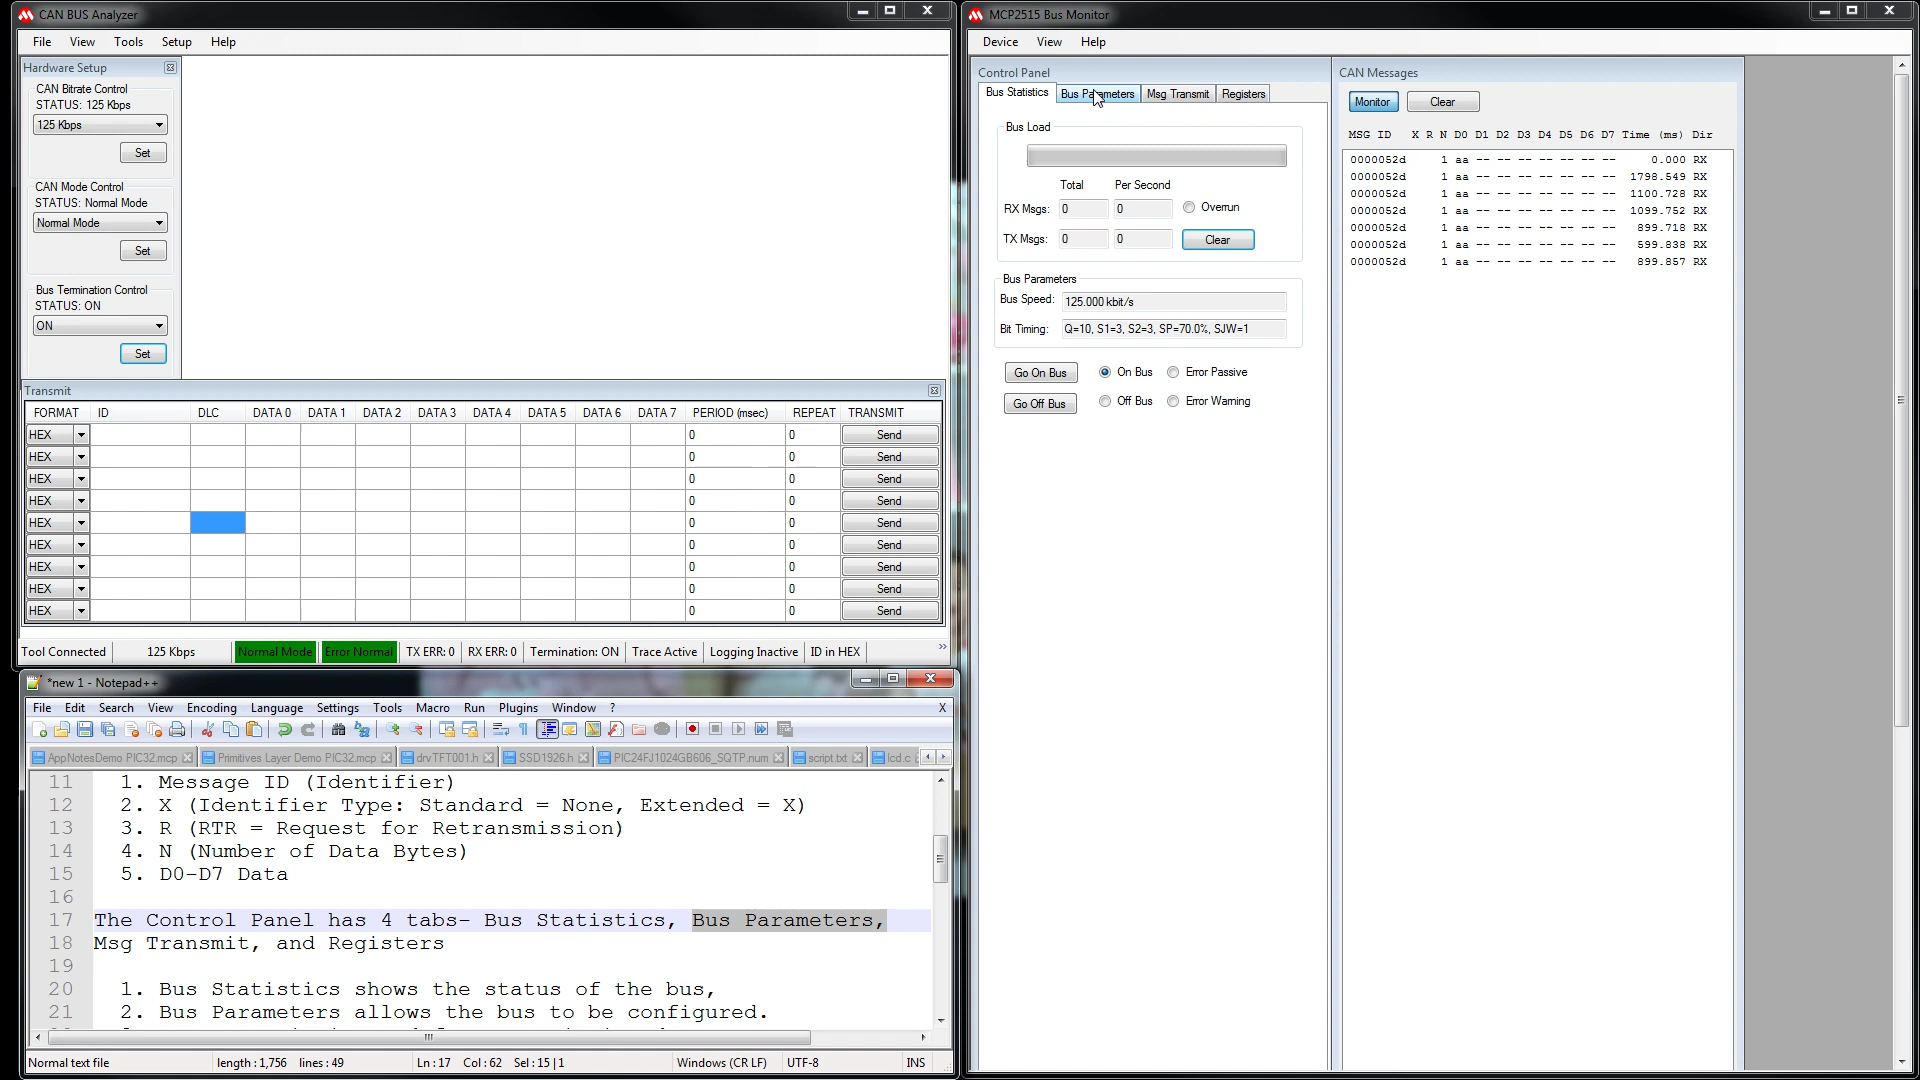 CAN BUS Analyzer
File View Tools Setup Help
Hardware Setup
CAN Bitrate Control
STATUS: 125 Kbps
125 Kbps
Set
CAN Mode Control
STATUS: Normal Mode
Normal Mode
Set
Bus Termination Control
STATUS: ON
ON
Set
Transmit
FORMAT ID DLC DATA 0 DATA 1 DATA 2 DATA 3 DATA 4 DATA 5 DATA 6 DATA 7 PERIOD (msec) REPEAT TRANSMIT
HEX 0 0 Send
HEX 0 0 Send
HEX 0 0 Send
HEX 0 0 Send
HEX 0 0 Send
HEX 0 0 Send
HEX 0 0 Send
HEX 0 0 Send
HEX 0 0 Send
Tool Connected 125 Kbps Normal Mode Error Normal TX ERR: 0 RX ERR: 0 Termination: ON Trace Active Logging Inactive ID in HEX »
*new 1 - Notepad++
File Edit Search View Encoding Language Settings Tools Macro Run Plugins Window ? X
AppNotesDemo PIC32.mcp Primitives Layer Demo PIC32.mcp drvTFT001.h SSD1926.h PIC24FJ1024GB606_SQTP.num script.txt lcd.c
11 1. Message ID (Identifier)
12 2. X (Identifier Type: Standard = None, Extended = X)
13 3. R (RTR = Request for Retransmission)
14 4. N (Number of Data Bytes)
15 5. D0-D7 Data
16
17 The Control Panel has 4 tabs- Bus Statistics, Bus Parameters,
18 Msg Transmit, and Registers
19
20 1. Bus Statistics shows the status of the bus,
21 2. Bus Parameters allows the bus to be configured.
Normal text file length : 1,756 lines : 49 Ln : 17 Col : 62 Sel : 15 | 1 Windows (CR LF) UTF-8 INS
MCP2515 Bus Monitor
Device View Help
Control Panel
Bus Statistics Bus Parameters Msg Transmit Registers
Bus Load
Total Per Second
RX Msgs: 0 0 Overrun
TX Msgs: 0 0 Clear
Bus Parameters
Bus Speed: 125.000 kbit/s
Bit Timing: Q=10, S1=3, S2=3, SP=70.0%, SJW=1
Go On Bus On Bus Error Passive
Go Off Bus Off Bus Error Warning
CAN Messages
Monitor Clear
MSG ID X R N D0 D1 D2 D3 D4 D5 D6 D7 Time (ms) Dir
0000052d 1 aa -- -- -- -- -- -- -- 0.000 RX
0000052d 1 aa -- -- -- -- -- -- -- 1798.549 RX
0000052d 1 aa -- -- -- -- -- -- -- 1100.728 RX
0000052d 1 aa -- -- -- -- -- -- -- 1099.752 RX
0000052d 1 aa -- -- -- -- -- -- -- 899.718 RX
0000052d 1 aa -- -- -- -- -- -- -- 599.838 RX
0000052d 1 aa -- -- -- -- -- -- -- 899.857 RX